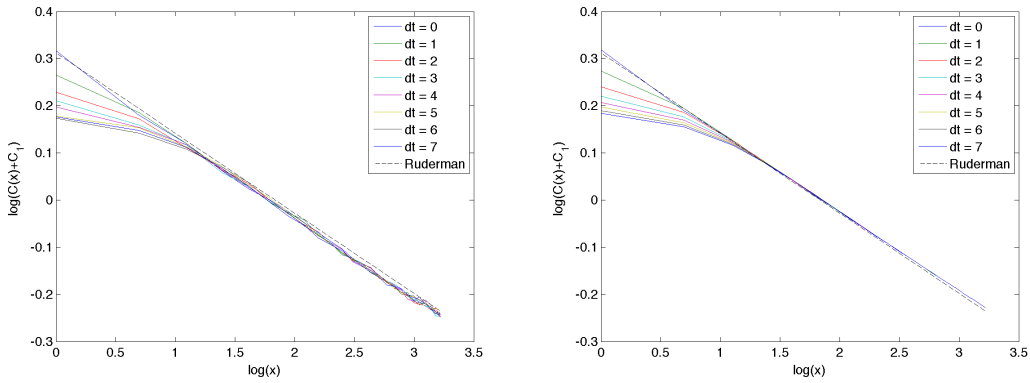 0.4
0.3
0.2
0.1
0
-0.1
-0.2
-0.3
log(C(x)+C1)
0 0.5 1 1.5 2 2.5 3 3.5
log(x)
dt = 0
dt = 1
dt = 2
dt = 3
dt = 4
dt = 5
dt = 6
dt = 7
Ruderman
0.4
0.3
0.2
0.1
0
-0.1
-0.2
-0.3
log(C(x)+C1)
0 0.5 1 1.5 2 2.5 3 3.5
log(x)
dt = 0
dt = 1
dt = 2
dt = 3
dt = 4
dt = 5
dt = 6
dt = 7
Ruderman